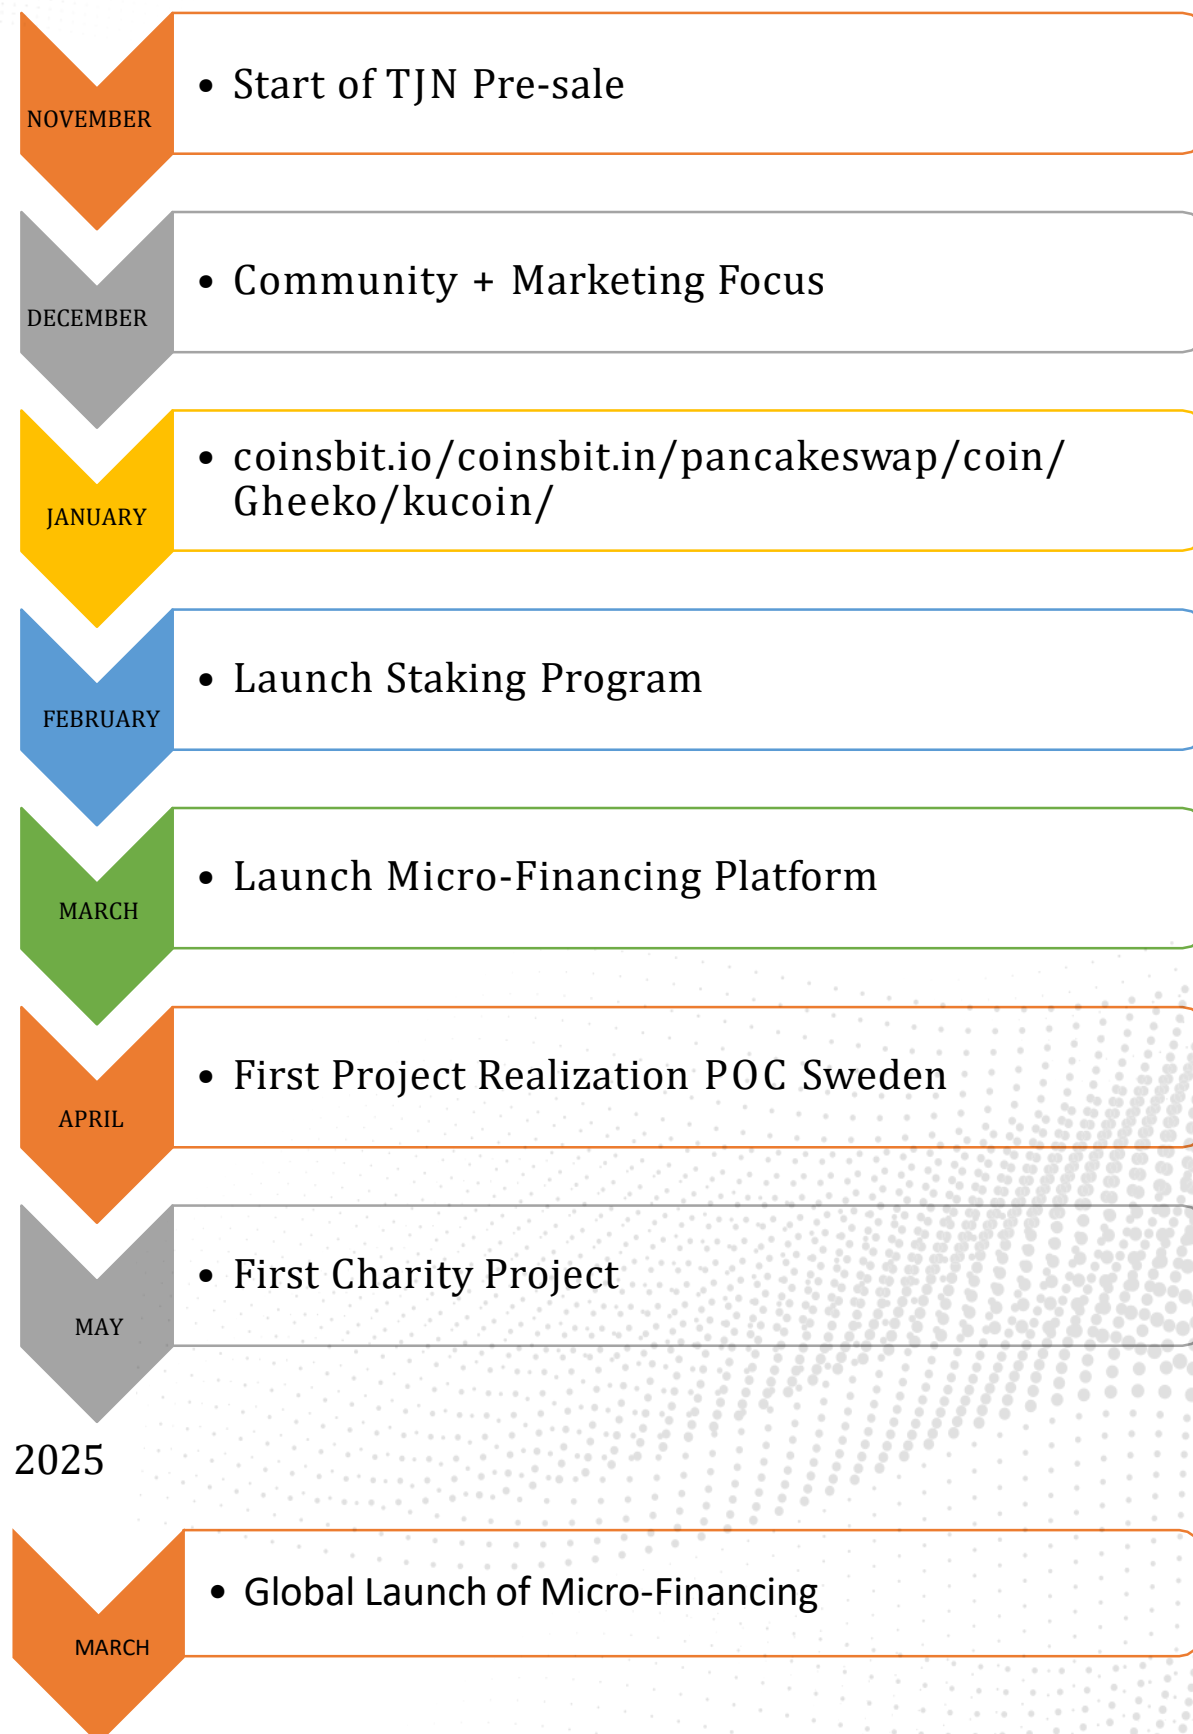 NOVEMBER
• Start of TJN Pre-sale
DECEMBER
• Community + Marketing Focus
JANUARY
• coinsbit.io/coinsbit.in/pancakeswap/coin/
Gheeko/kucoin/
FEBRUARY
• Launch Staking Program
MARCH
• Launch Micro-Financing Platform
APRIL
• First Project Realization POC Sweden
MAY
• First Charity Project
2025
MARCH
• Global Launch of Micro-Financing